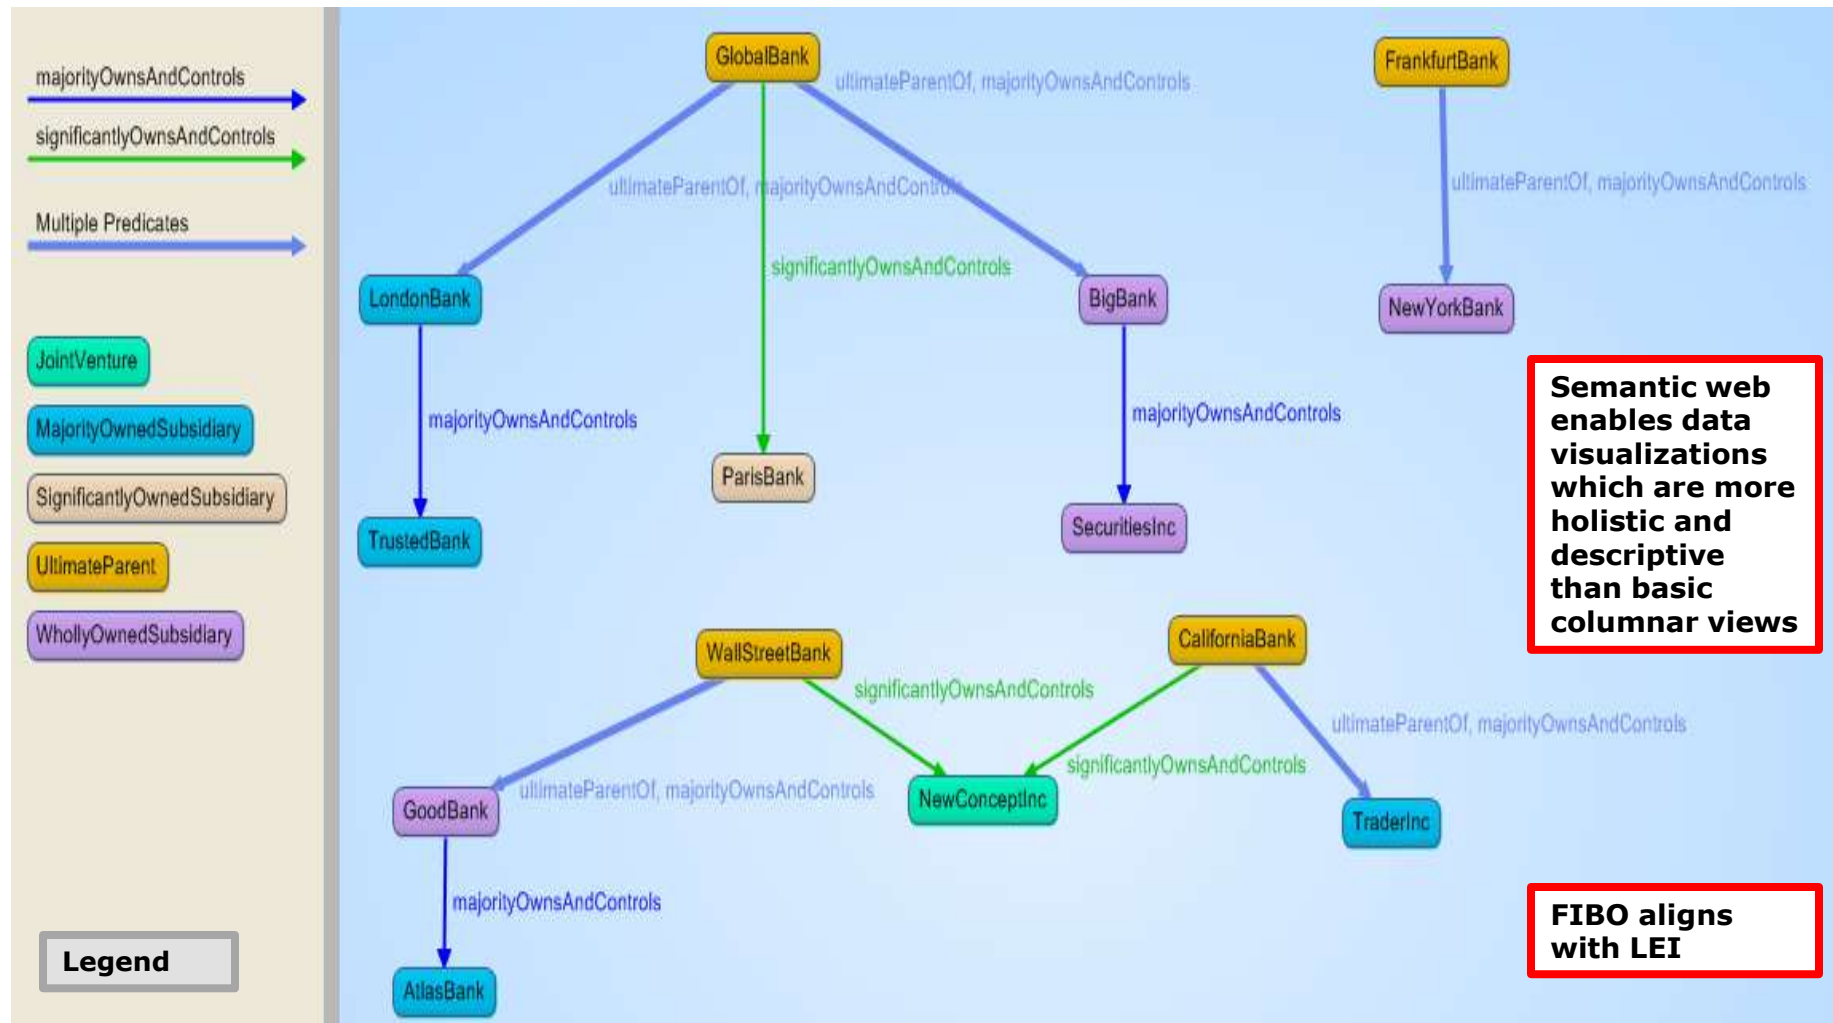 majorityOwnsAndControls
significantlyOwnsAndControls
Multiple Predicates
JointVenture
MajorityOwnedSubsidiary
SignificantlyOwnedSubsidiary
UltimateParent
WhollyOwnedSubsidiary
Legend
GlobalBank
ultimateParentOf, majorityOwnsAndControls
FrankfurtBank
ultimateParentOf, majorityOwnsAndControls
ultimateParentOf, majorityOwnsAndControls
significantlyOwnsAndControls
LondonBank
BigBank
NewYorkBank
majorityOwnsAndControls
majorityOwnsAndControls
ParisBank
TrustedBank
SecuritiesInc
Semantic web
enables data
visualizations
which are more
holistic and
descriptive
than basic
columnar views
WallStreetBank
CaliforniaBank
significantlyOwnsAndControls
ultimateParentOf, majorityOwnsAndControls
significantlyOwnsAndControls
ultimateParentOf, majorityOwnsAndControls
GoodBank
NewConceptInc
TraderInc
majorityOwnsAndControls
AtlasBank
FIBO aligns
with LEI